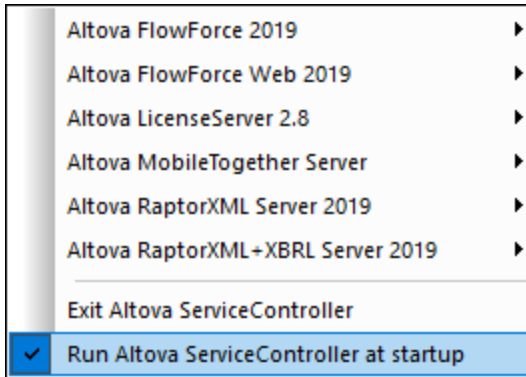 Altova FlowForce 2019
Altova FlowForce Web 2019
Altova LicenseServer 2.8
Altova MobileTogether Server
Altova RaptorXML Server 2019
Altova RaptorXML+XBRL Server 2019
Exit Altova ServiceController
Run Altova ServiceController at startup